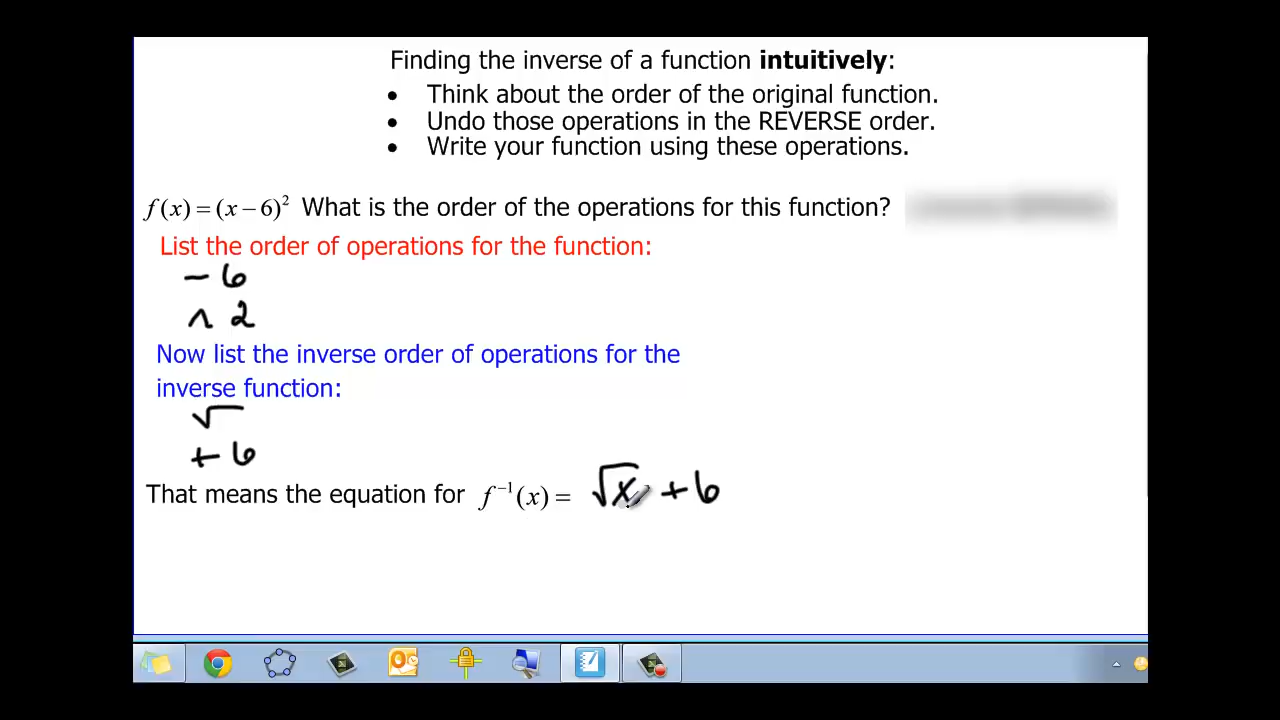 Finding the inverse of a function intuitively:
• Think about the order of the original function.
• Undo those operations in the REVERSE order.
• Write your function using these operations.
f(x) = (x − 6)² What is the order of the operations for this function?
List the order of operations for the function:
− 6
^ 2
Now list the inverse order of operations for the
inverse function:
√
+ 6
That means the equation for f⁻¹(x) = √x + 6